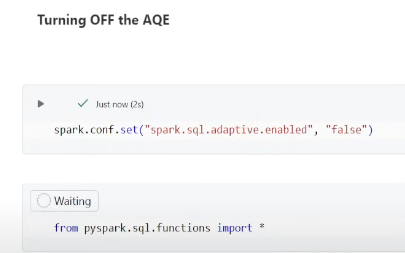 Turning OFF the AQE
Just now (2s)
spark.conf.set("spark.sql.adaptive.enabled", "false")
Waiting
from pyspark.sql.functions import *